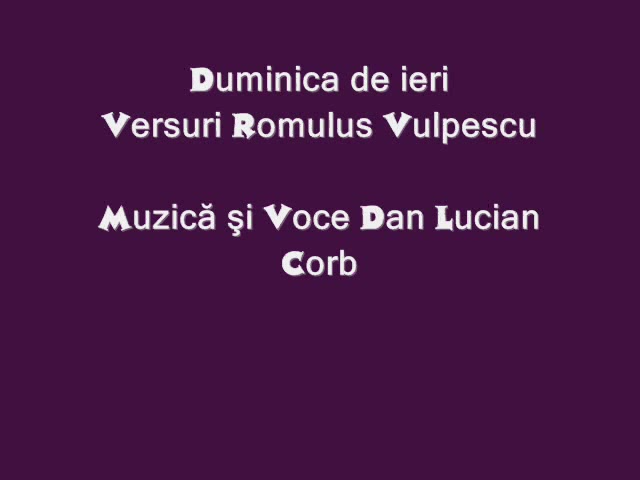 Duminica de ieri
Versuri Romulus Vulpescu
Muzică şi Voce Dan Lucian
Corb